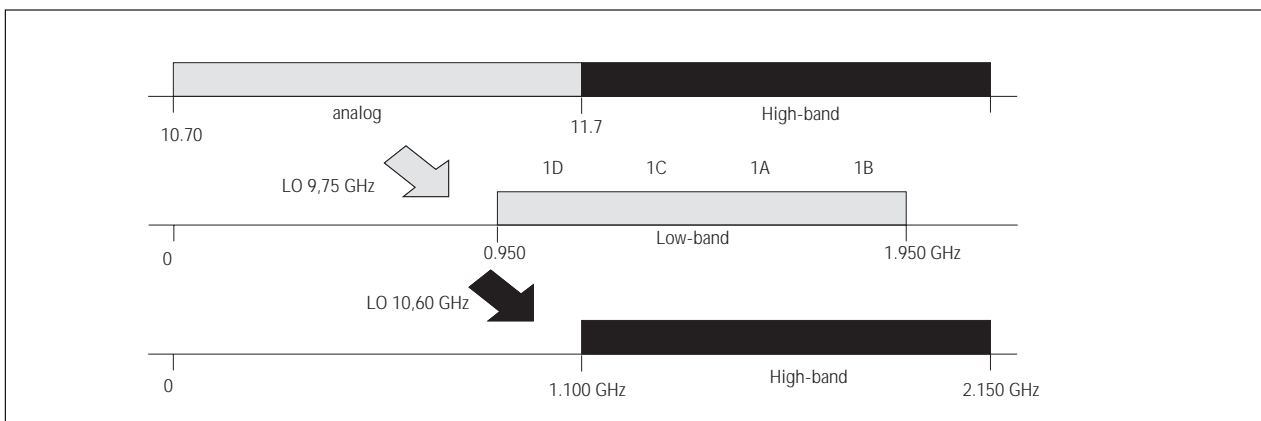 analog
High-band
10.70
11.7
1D 1C 1A 1B
LO 9,75 GHz
Low-band
0
0.950
1.950 GHz
LO 10,60 GHz
High-band
0
1.100 GHz
2.150 GHz